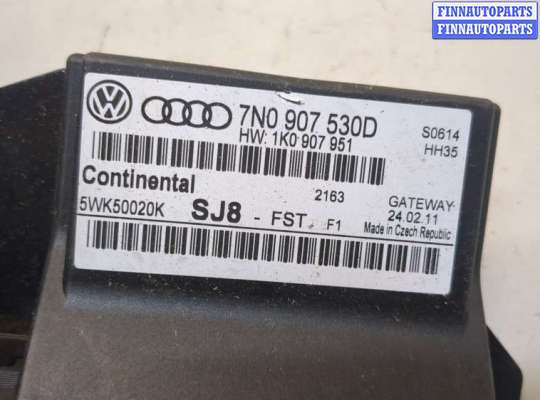 FINNAUTOPARTS
FINNAUTOPARTS
7N0 907 530D
HW: 1K0 907 951
S0614
HH35
Continental
2163
GATEWAY
5WK50020K SJ8 - FST F1
24.02.11
Made in Czech Republic